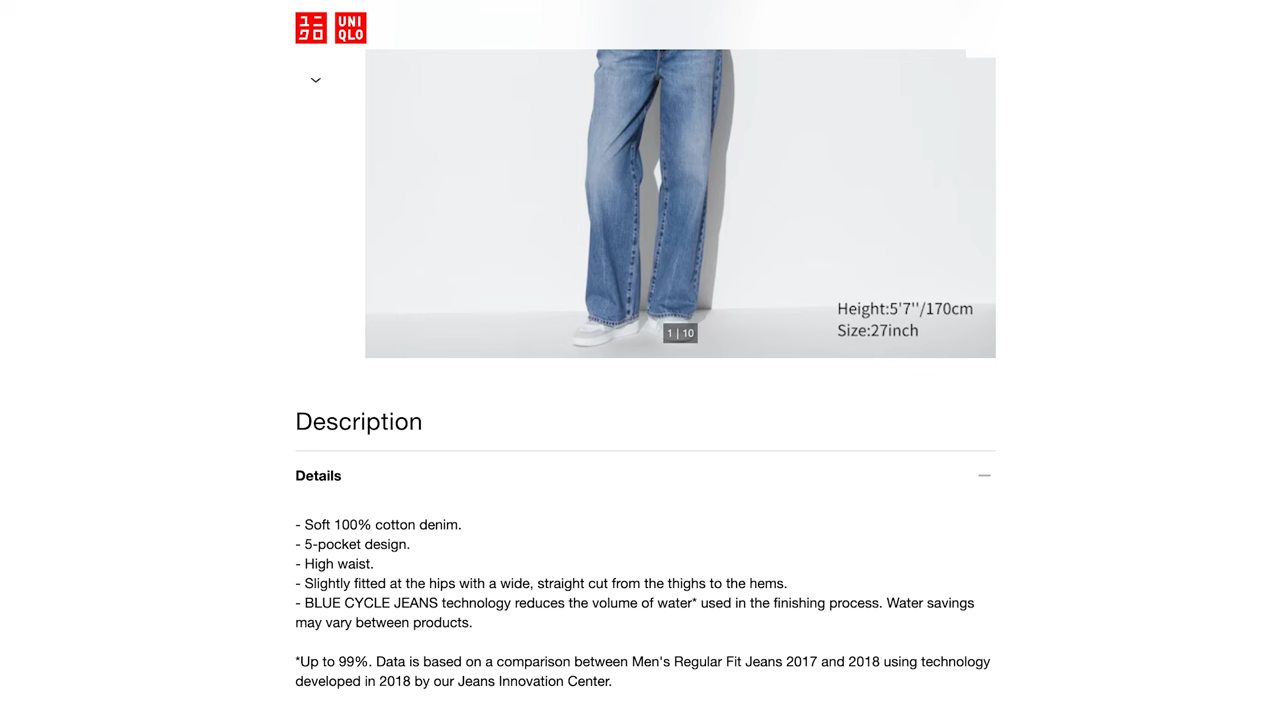 ユニ
クロ
UNI
QLO
Height:5'7''/170cm
Size:27inch
1 | 10
Description
Details
- Soft 100% cotton denim.
- 5-pocket design.
- High waist.
- Slightly fitted at the hips with a wide, straight cut from the thighs to the hems.
- BLUE CYCLE JEANS technology reduces the volume of water* used in the finishing process. Water savings
may vary between products.
*Up to 99%. Data is based on a comparison between Men's Regular Fit Jeans 2017 and 2018 using technology
developed in 2018 by our Jeans Innovation Center.